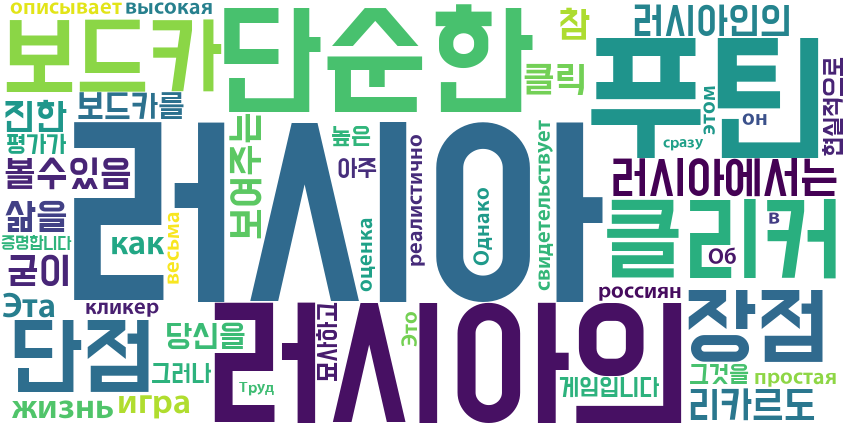 описывает высокая
보드카
단순한
참
러시아인의
클릭
푸틴
진한
보드카를
평가가
볼수있음
삶을
증명합니다
굳이
보여주는
높은
아주
러시아
реалистично
свидетельствует
Однако
оценка
весьма
как
этом
он
сразу
현실적으로
러시아에서는
클리커
в
Об
россиян
Эта
кликер
단점
당신을
그러나
Труд
묘사하고
러시아의
Это
장점
게임입니다
그것을
простая
리카르도
жизнь
игра